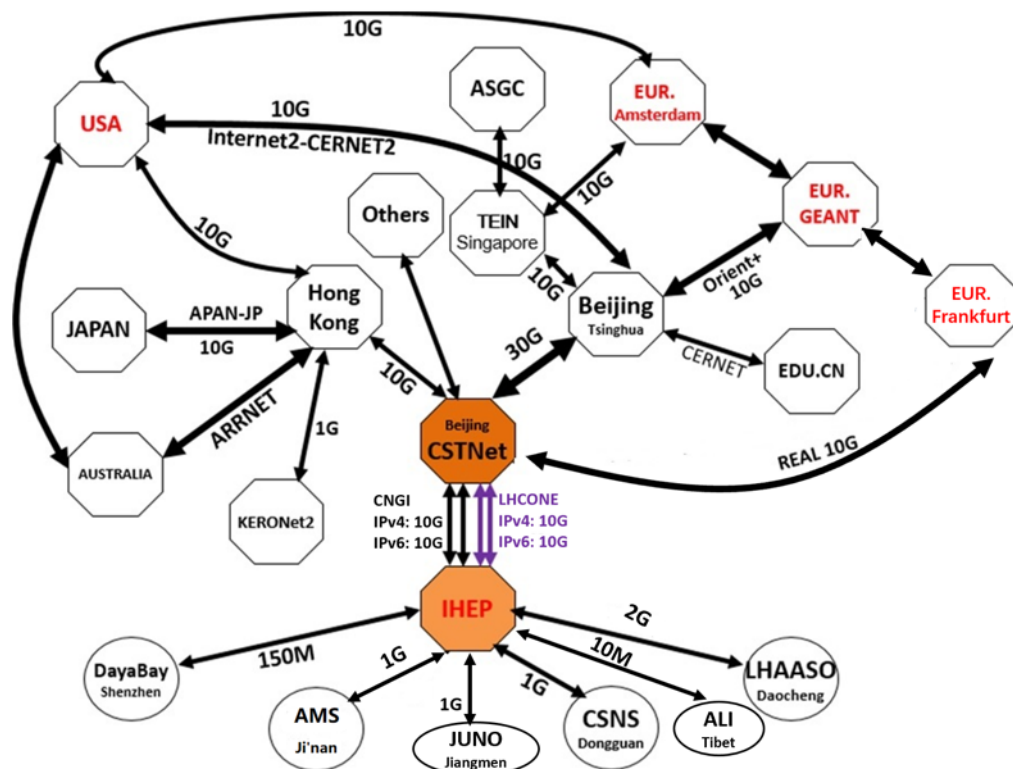 10G
ASGC
EUR.
Amsterdam
USA
10G
Internet2-CERNET2
10G
10G
EUR.
GEANT
Others
TEIN
Singapore
10G
10G
Orient+
10G
Hong
Kong
Beijing
Tsinghua
EUR.
Frankfurt
JAPAN
APAN-JP
10G
30G
CERNET
EDU.CN
10G
ARRNET
1G
Beijing
CSTNet
REAL 10G
AUSTRALIA
KERONet2
CNGI
IPv4: 10G
IPv6: 10G
LHCONE
IPv4: 10G
IPv6: 10G
IHEP
150M
1G
1G
1G
10M
2G
DayaBay
Shenzhen
AMS
Ji'nan
JUNO
Jiangmen
CSNS
Dongguan
ALI
Tibet
LHAASO
Daocheng